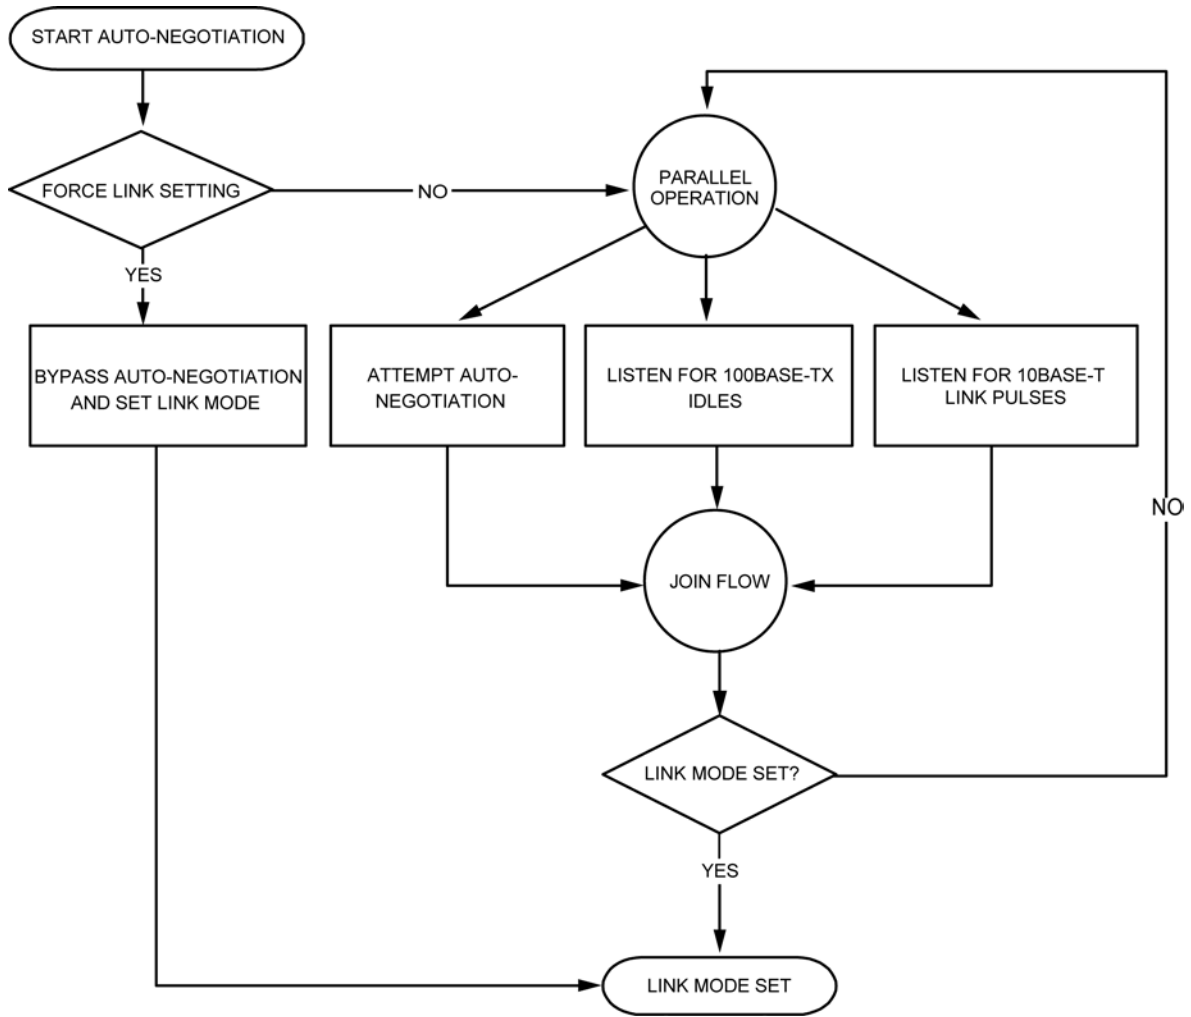 START AUTO-NEGOTIATION
FORCE LINK SETTING
NO
PARALLEL
OPERATION
YES
BYPASS AUTO-NEGOTIATION
AND SET LINK MODE
ATTEMPT AUTO-
NEGOTIATION
LISTEN FOR 100BASE-TX
IDLES
LISTEN FOR 10BASE-T
LINK PULSES
NO
JOIN FLOW
LINK MODE SET?
YES
LINK MODE SET